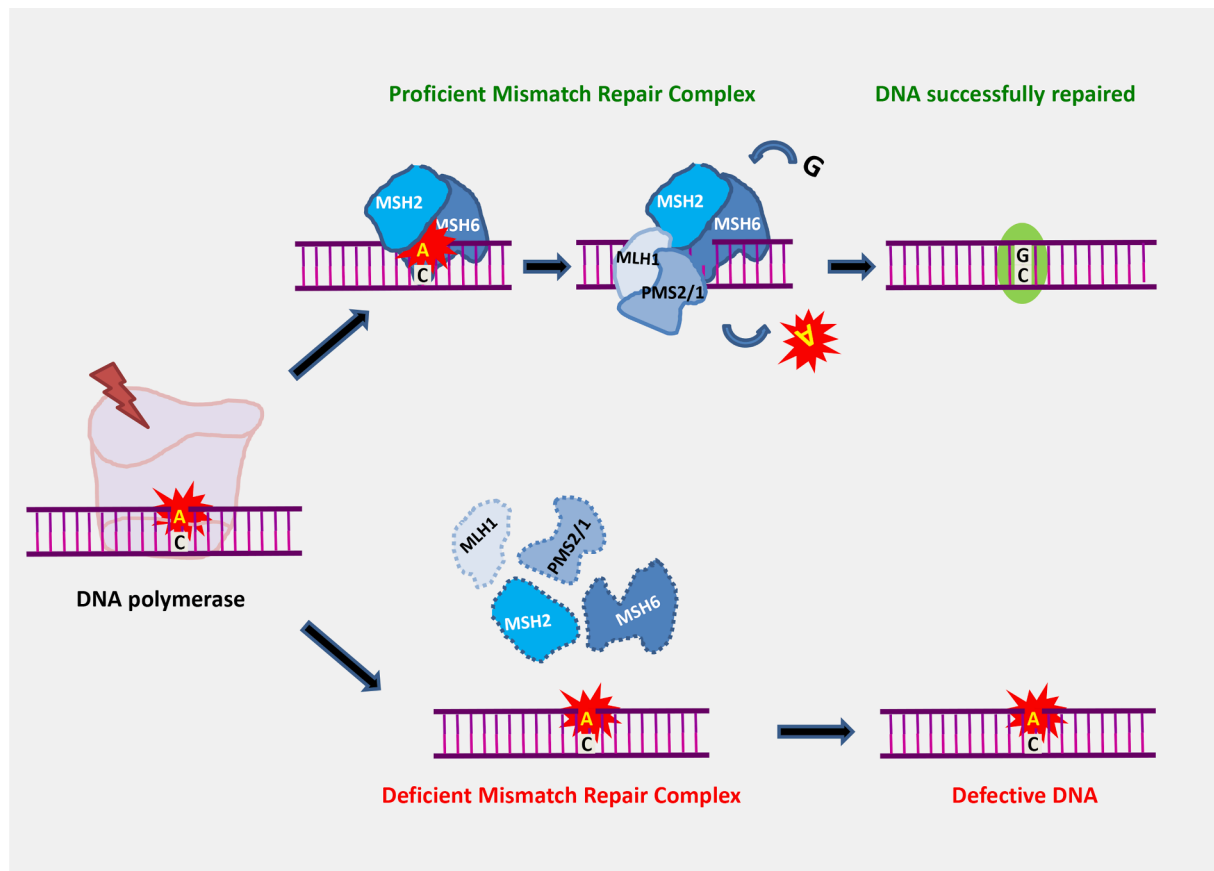 Proficient Mismatch Repair Complex
DNA successfully repaired
MSH2
MSH6
A
C
G
MSH2
MSH6
MLH1
PMS2/1
A
G
C
A
C
DNA polymerase
MLH1
PMS2/1
MSH2
MSH6
A
C
A
C
Deficient Mismatch Repair Complex
Defective DNA